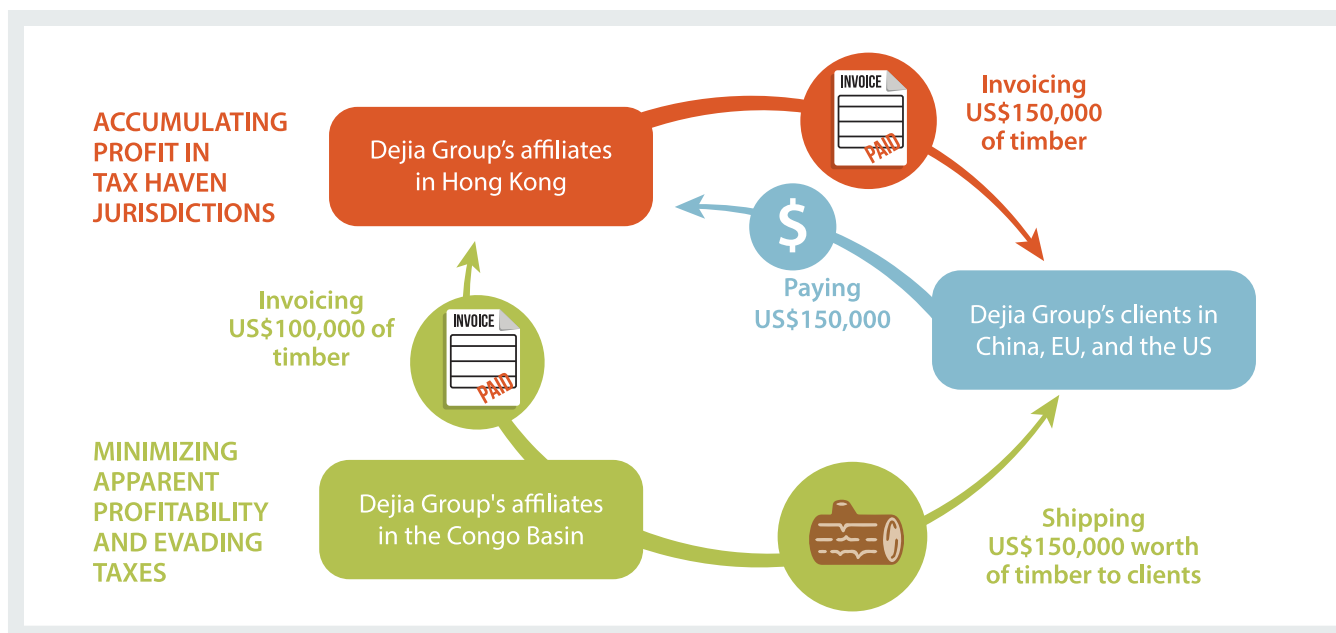 ACCUMULATING
PROFIT IN
TAX HAVEN
JURISDICTIONS
Dejia Group's affiliates
in Hong Kong
INVOICE
PAID
Invoicing
US$150,000
of timber
$
Paying
US$150,000
Dejia Group's clients in
China, EU, and the US
Invoicing
US$100,000 of
timber
INVOICE
PAID
MINIMIZING
APPARENT
PROFITABILITY
AND EVADING
TAXES
Dejia Group's affiliates
in the Congo Basin
Shipping
US$150,000 worth
of timber to clients